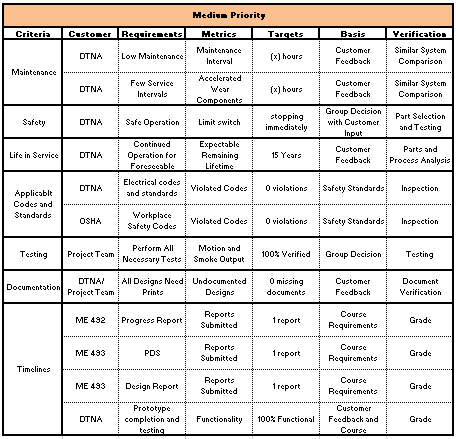 Medium Priority
Criteria Customer Requirements Metrics Targets Basis Verification
Maintenance
DTNA Low Maintenance Maintenance Interval (x) hours Customer Feedback Similar System Comparison
DTNA Few Service Intervals Accelerated Wear Components (x) hours Customer Feedback Similar System Comparison
Safety DTNA Safe Operation Limit switch stopping immediately Group Decision with Customer Input Part Selection and Testing
Life in Service DTNA Continued Operation for Foreseeable Expectable Remaining Lifetime 15 Years Customer Feedback Parts and Process Analysis
Applicablt Codes and Standards
DTNA Electrical codes and standards Violated Codes 0 violations Safety Standards Inspection
OSHA Workplace Safety Codes Violated Codes 0 violations Safety Standards Inspection
Testing Project Team Perform All Necessary Tests Motion and Smoke Output 100% Verified Group Decision Testing
Documentation DTNA/ Project Team All Designs Need Prints Undocumented Designs 0 missing documents Customer Feedback Document Verification
Timelines
ME 492 Progress Report Reports Submitted 1 report Course Requirements Grade
ME 493 PDS Reports Submitted 1 report Course Requirements Grade
ME 493 Design Report Reports Submitted 1 report Course Requirements Grade
DTNA Prototype completion and testing Functionality 100% Functional Customer Feedback and Course Grade